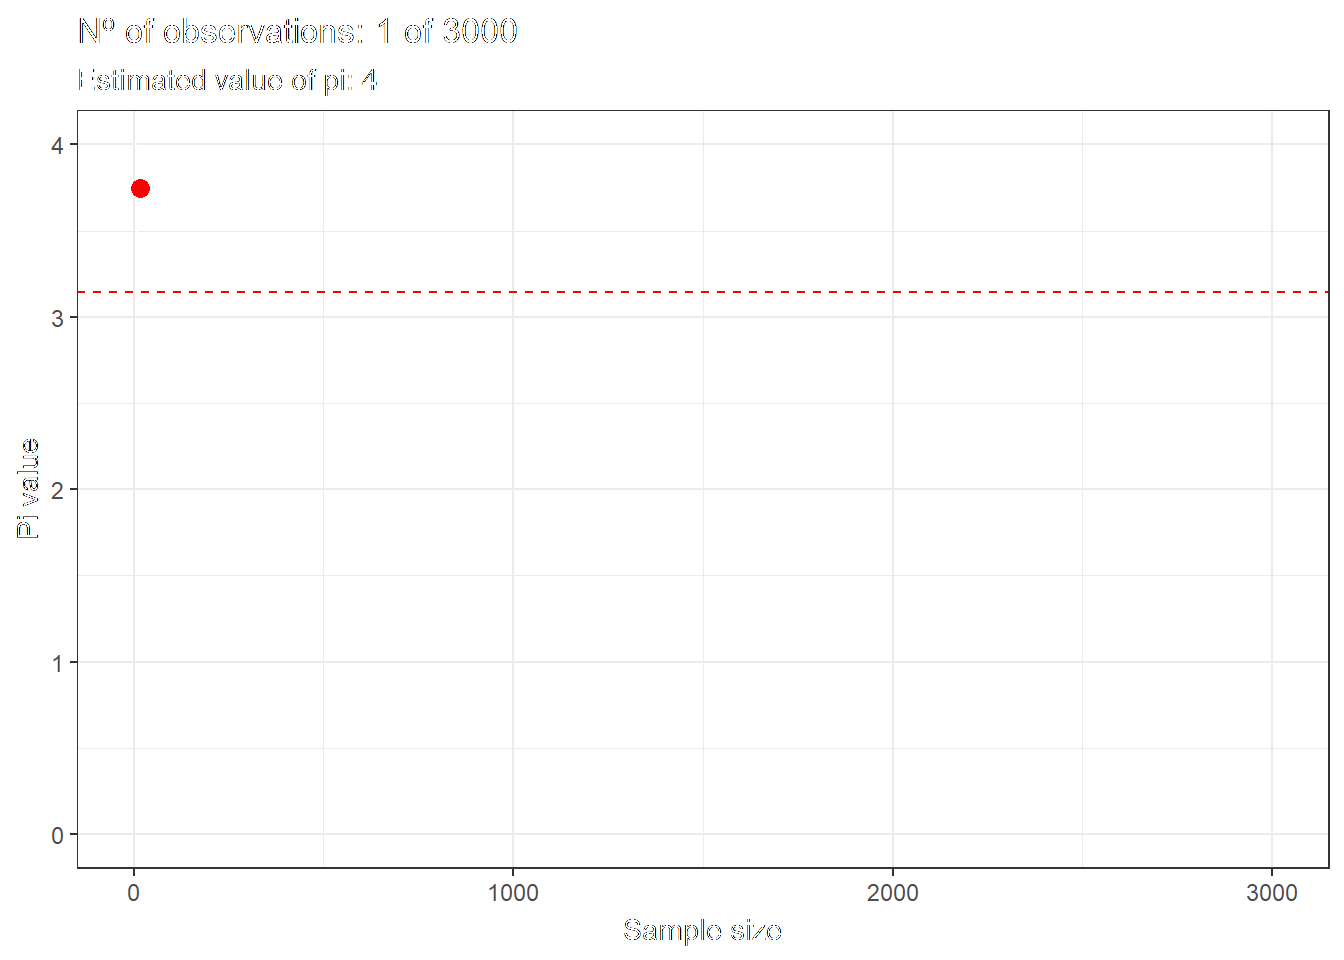 Nº of observations: 1 of 3000
Estimated value of pi: 4
4
3
2
1
0
Pi value
0 1000 2000 3000
Sample size